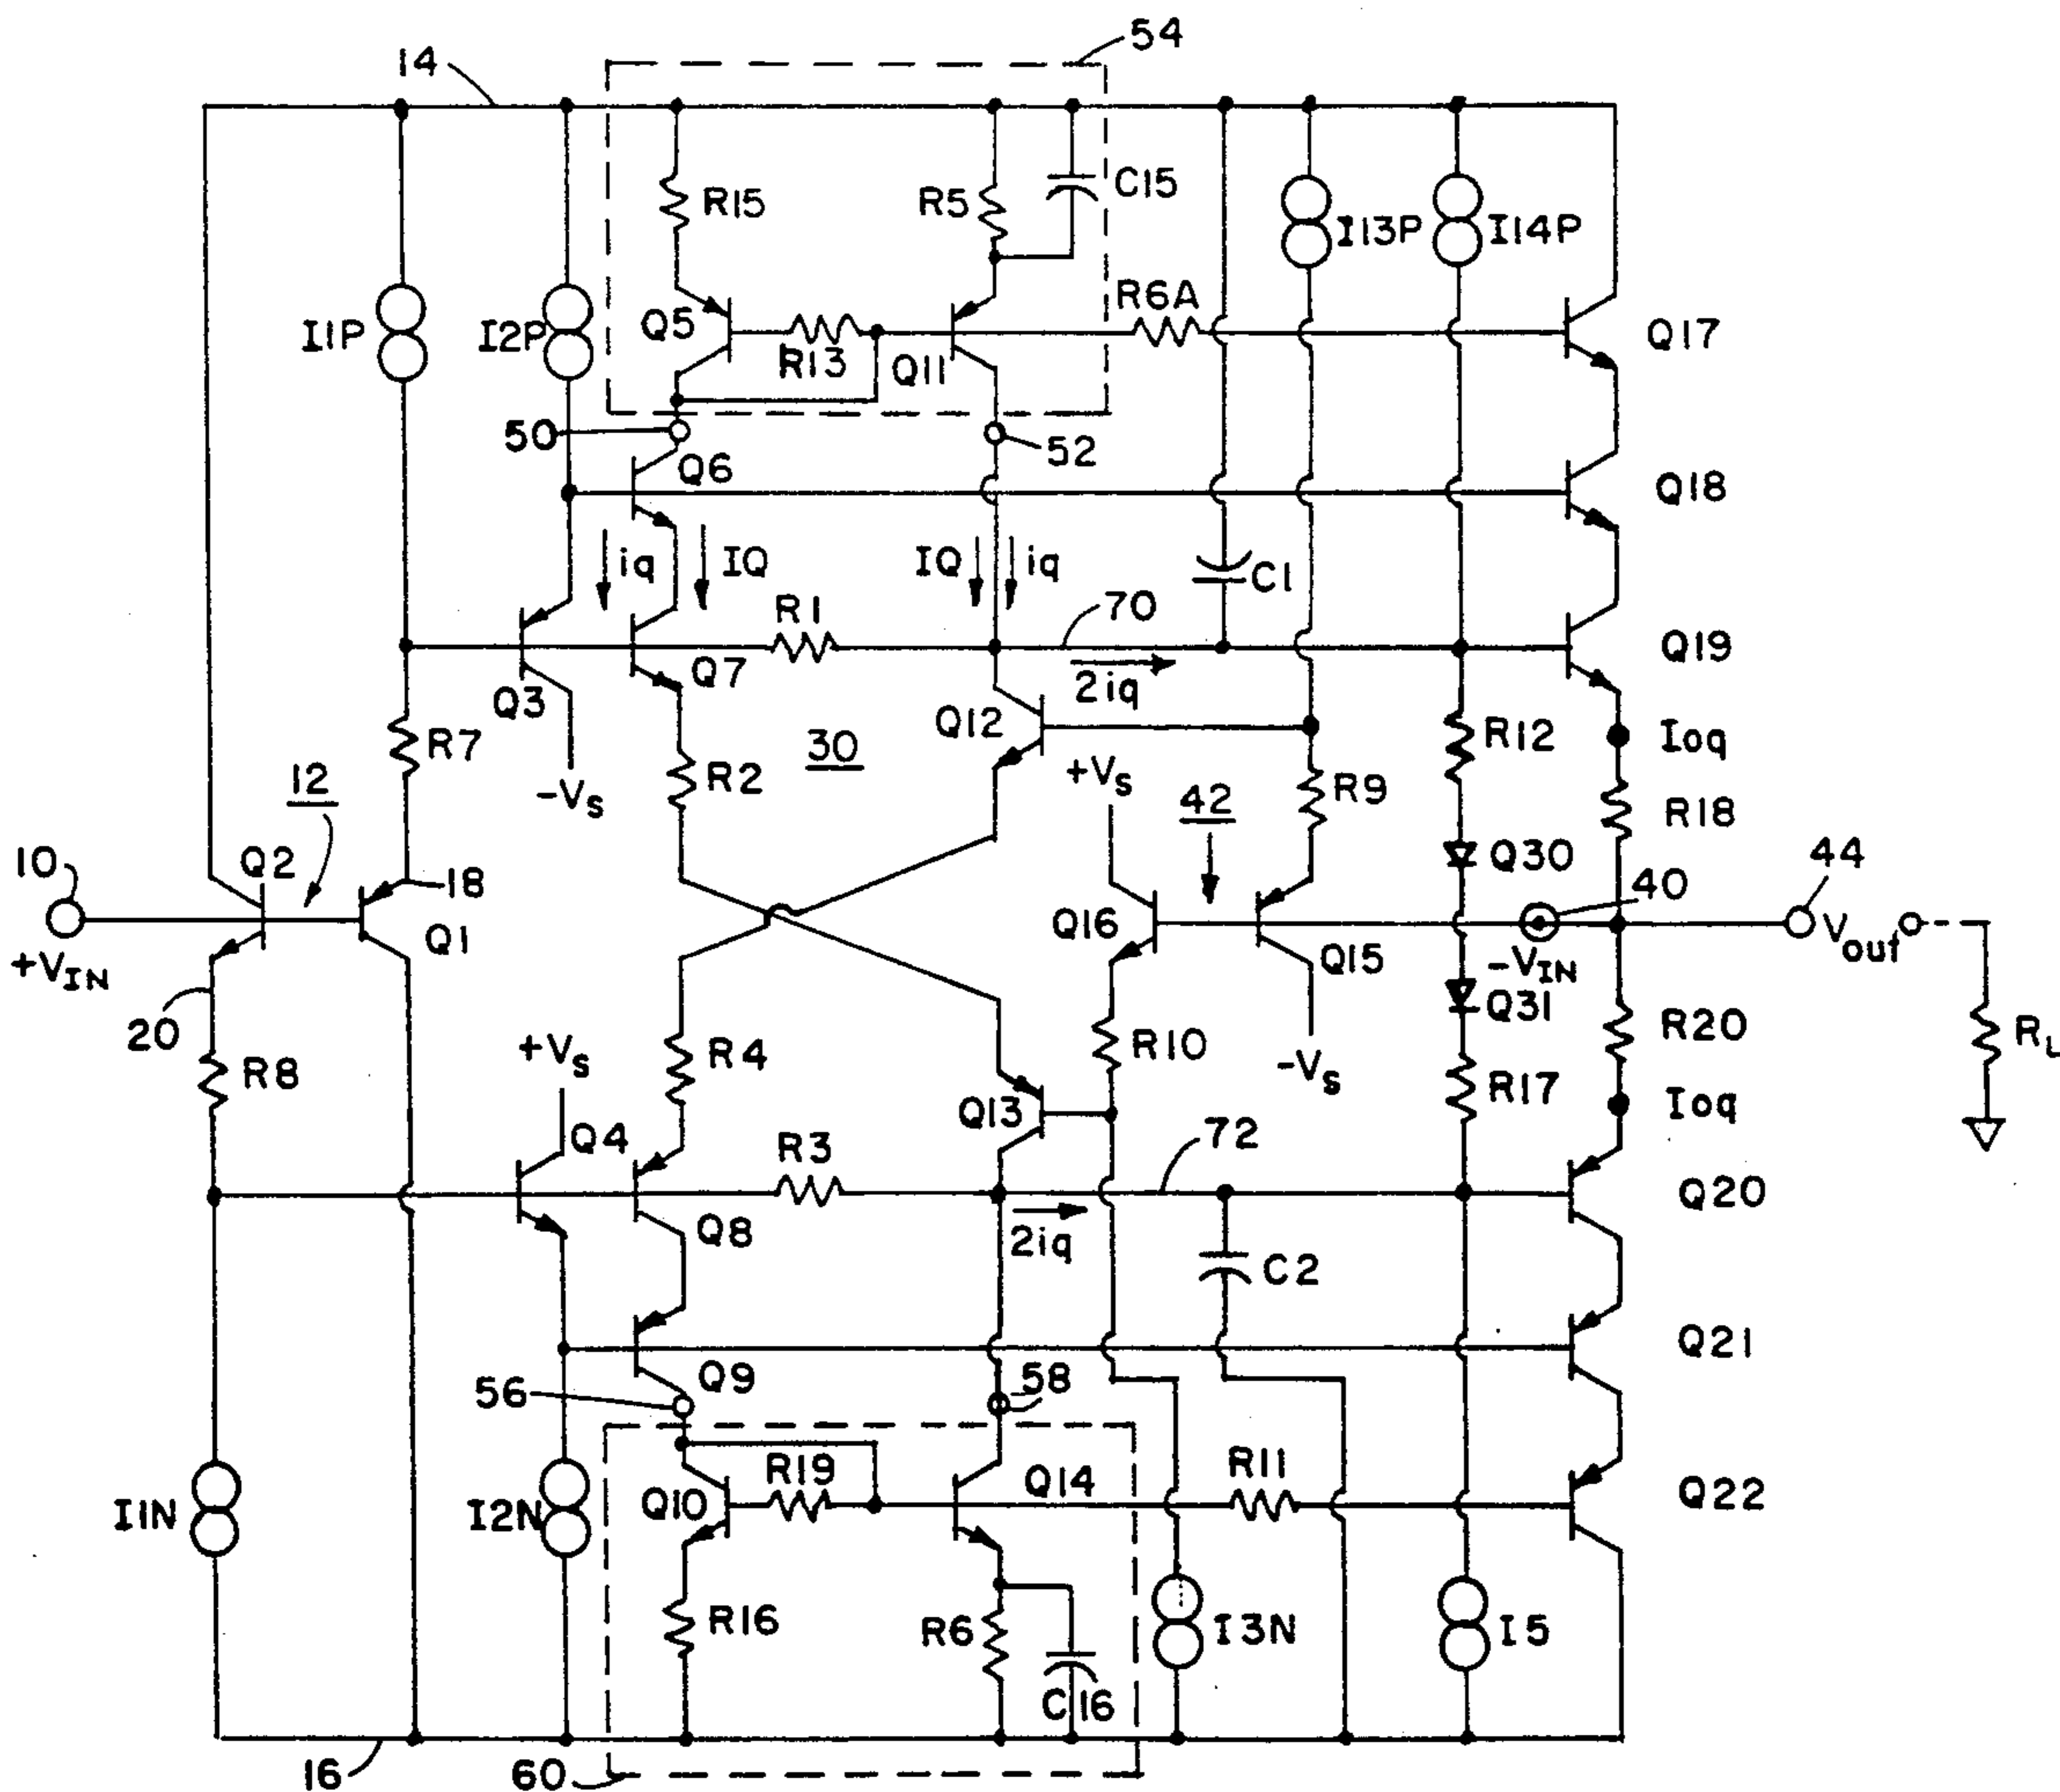 54
14
R15
R5
C15
I13P
I14P
I1P
I2P
Q5
R13
Q11
R6A
Q17
50
Q6
52
Q18
iq
IQ
IQ
iq
C1
R1
70
Q3
Q7
2iq
Q19
R7
Q12
R12
Ioq
-VS
R2
30
+VS
R9
R18
12
42
10
Q2
18
Q30
44
40
Q1
Q16
Q15
-VIN
Vout
+VIN
20
Q31
R20
RL
R8
+VS
R4
R10
-VS
R17
Ioq
Q13
Q4
R3
72
Q20
Q8
2iq
C2
Q21
Q9
56
58
R19
R11
Q10
Q14
Q22
I1N
I2N
R16
R6
I3N
I5
C16
16
60